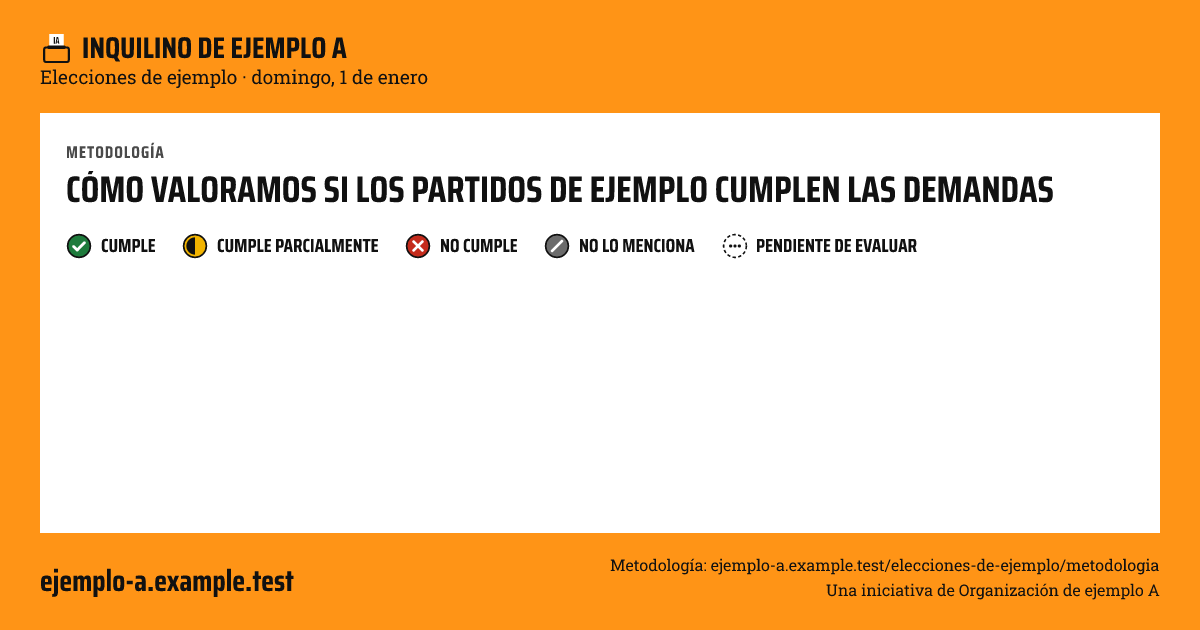 IA
INQUILINO DE EJEMPLO A
Elecciones de ejemplo · domingo, 1 de enero
METODOLOGÍA
CÓMO VALORAMOS SI LOS PARTIDOS DE EJEMPLO CUMPLEN LAS DEMANDAS
CUMPLE CUMPLE PARCIALMENTE NO CUMPLE NO LO MENCIONA PENDIENTE DE EVALUAR
ejemplo-a.example.test
Metodología: ejemplo-a.example.test/elecciones-de-ejemplo/metodologia
Una iniciativa de Organización de ejemplo A